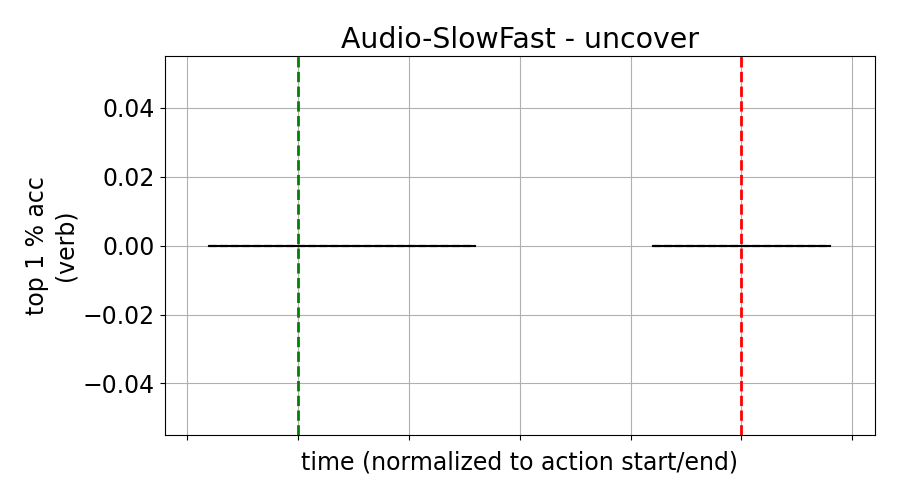 Audio-SlowFast - uncover
0.04
0.02
0.00
−0.02
−0.04
top 1 % acc
(verb)
time (normalized to action start/end)